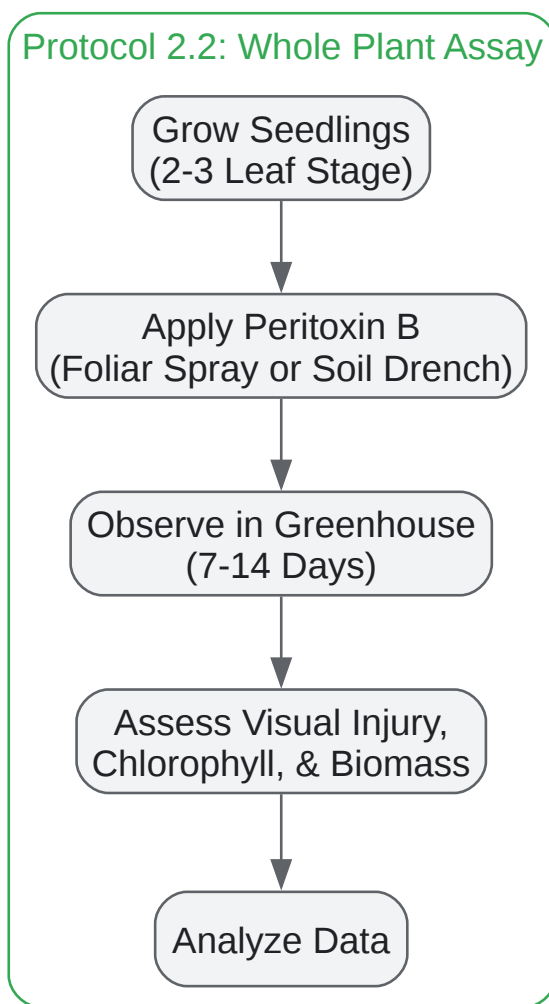 Protocol 2.2: Whole Plant Assay
Grow Seedlings
(2-3 Leaf Stage)
Apply Peritoxin B
(Foliar Spray or Soil Drench)
Observe in Greenhouse
(7-14 Days)
Assess Visual Injury,
Chlorophyll, & Biomass
Analyze Data